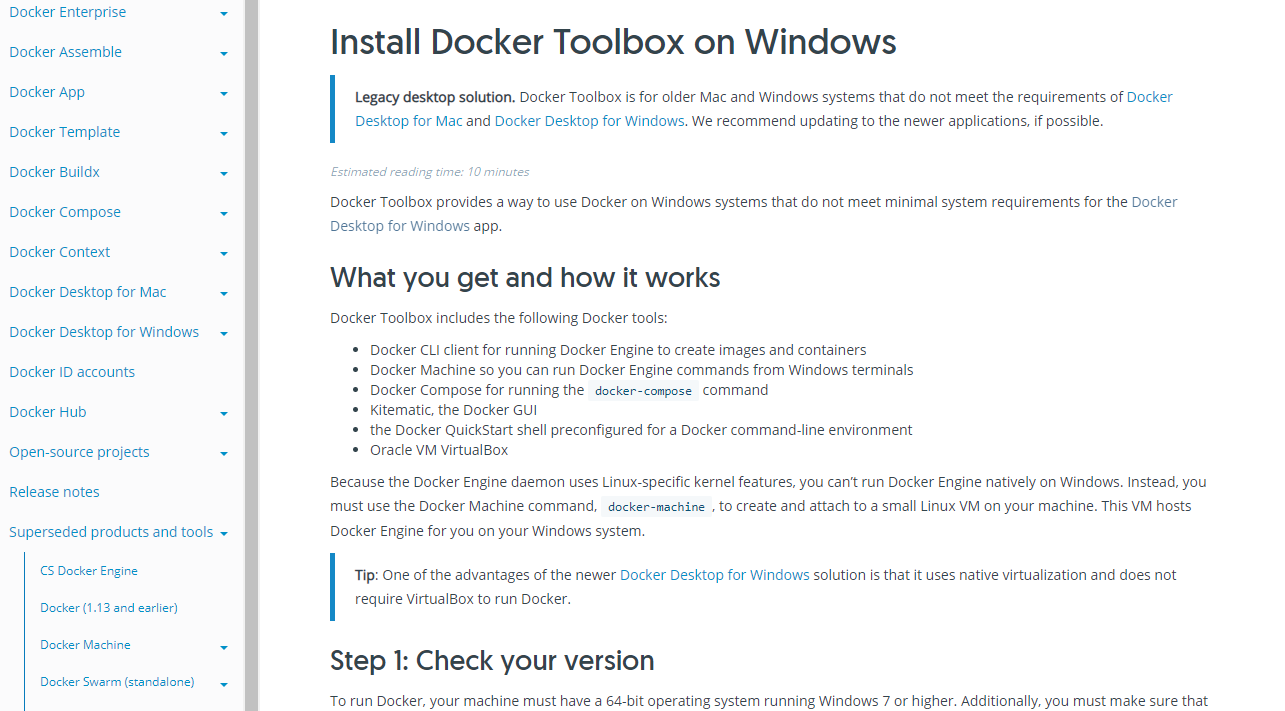 Docker Enterprise
Docker Assemble
Docker App
Docker Template
Docker Buildx
Docker Compose
Docker Context
Docker Desktop for Mac
Docker Desktop for Windows
Docker ID accounts
Docker Hub
Open-source projects
Release notes
Superseded products and tools
CS Docker Engine
Docker (1.13 and earlier)
Docker Machine
Docker Swarm (standalone)
Install Docker Toolbox on Windows
Legacy desktop solution. Docker Toolbox is for older Mac and Windows systems that do not meet the requirements of Docker
Desktop for Mac and Docker Desktop for Windows. We recommend updating to the newer applications, if possible.
Estimated reading time: 10 minutes
Docker Toolbox provides a way to use Docker on Windows systems that do not meet minimal system requirements for the Docker
Desktop for Windows app.
What you get and how it works
Docker Toolbox includes the following Docker tools:
• Docker CLI client for running Docker Engine to create images and containers
• Docker Machine so you can run Docker Engine commands from Windows terminals
• Docker Compose for running the docker-compose command
• Kitematic, the Docker GUI
• the Docker QuickStart shell preconfigured for a Docker command-line environment
• Oracle VM VirtualBox
Because the Docker Engine daemon uses Linux-specific kernel features, you can’t run Docker Engine natively on Windows. Instead, you
must use the Docker Machine command, docker-machine, to create and attach to a small Linux VM on your machine. This VM hosts
Docker Engine for you on your Windows system.
Tip: One of the advantages of the newer Docker Desktop for Windows solution is that it uses native virtualization and does not
require VirtualBox to run Docker.
Step 1: Check your version
To run Docker, your machine must have a 64-bit operating system running Windows 7 or higher. Additionally, you must make sure that